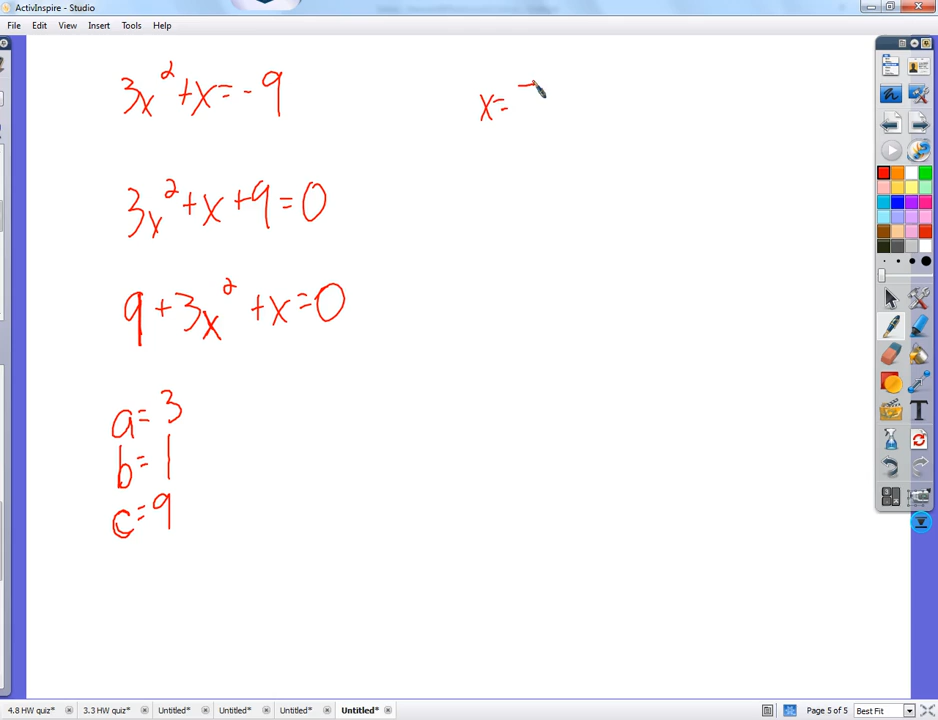 ActivInspire - Studio
File Edit View Insert Tools Help
3x² + x = - 9
x = -
3x² + x + 9 = 0
9 + 3x² + x = 0
a = 3
b = 1
c = 9
4.8 HW quiz* 3.3 HW quiz* Untitled* Untitled* Untitled* Untitled* Page 5 of 5 Best Fit